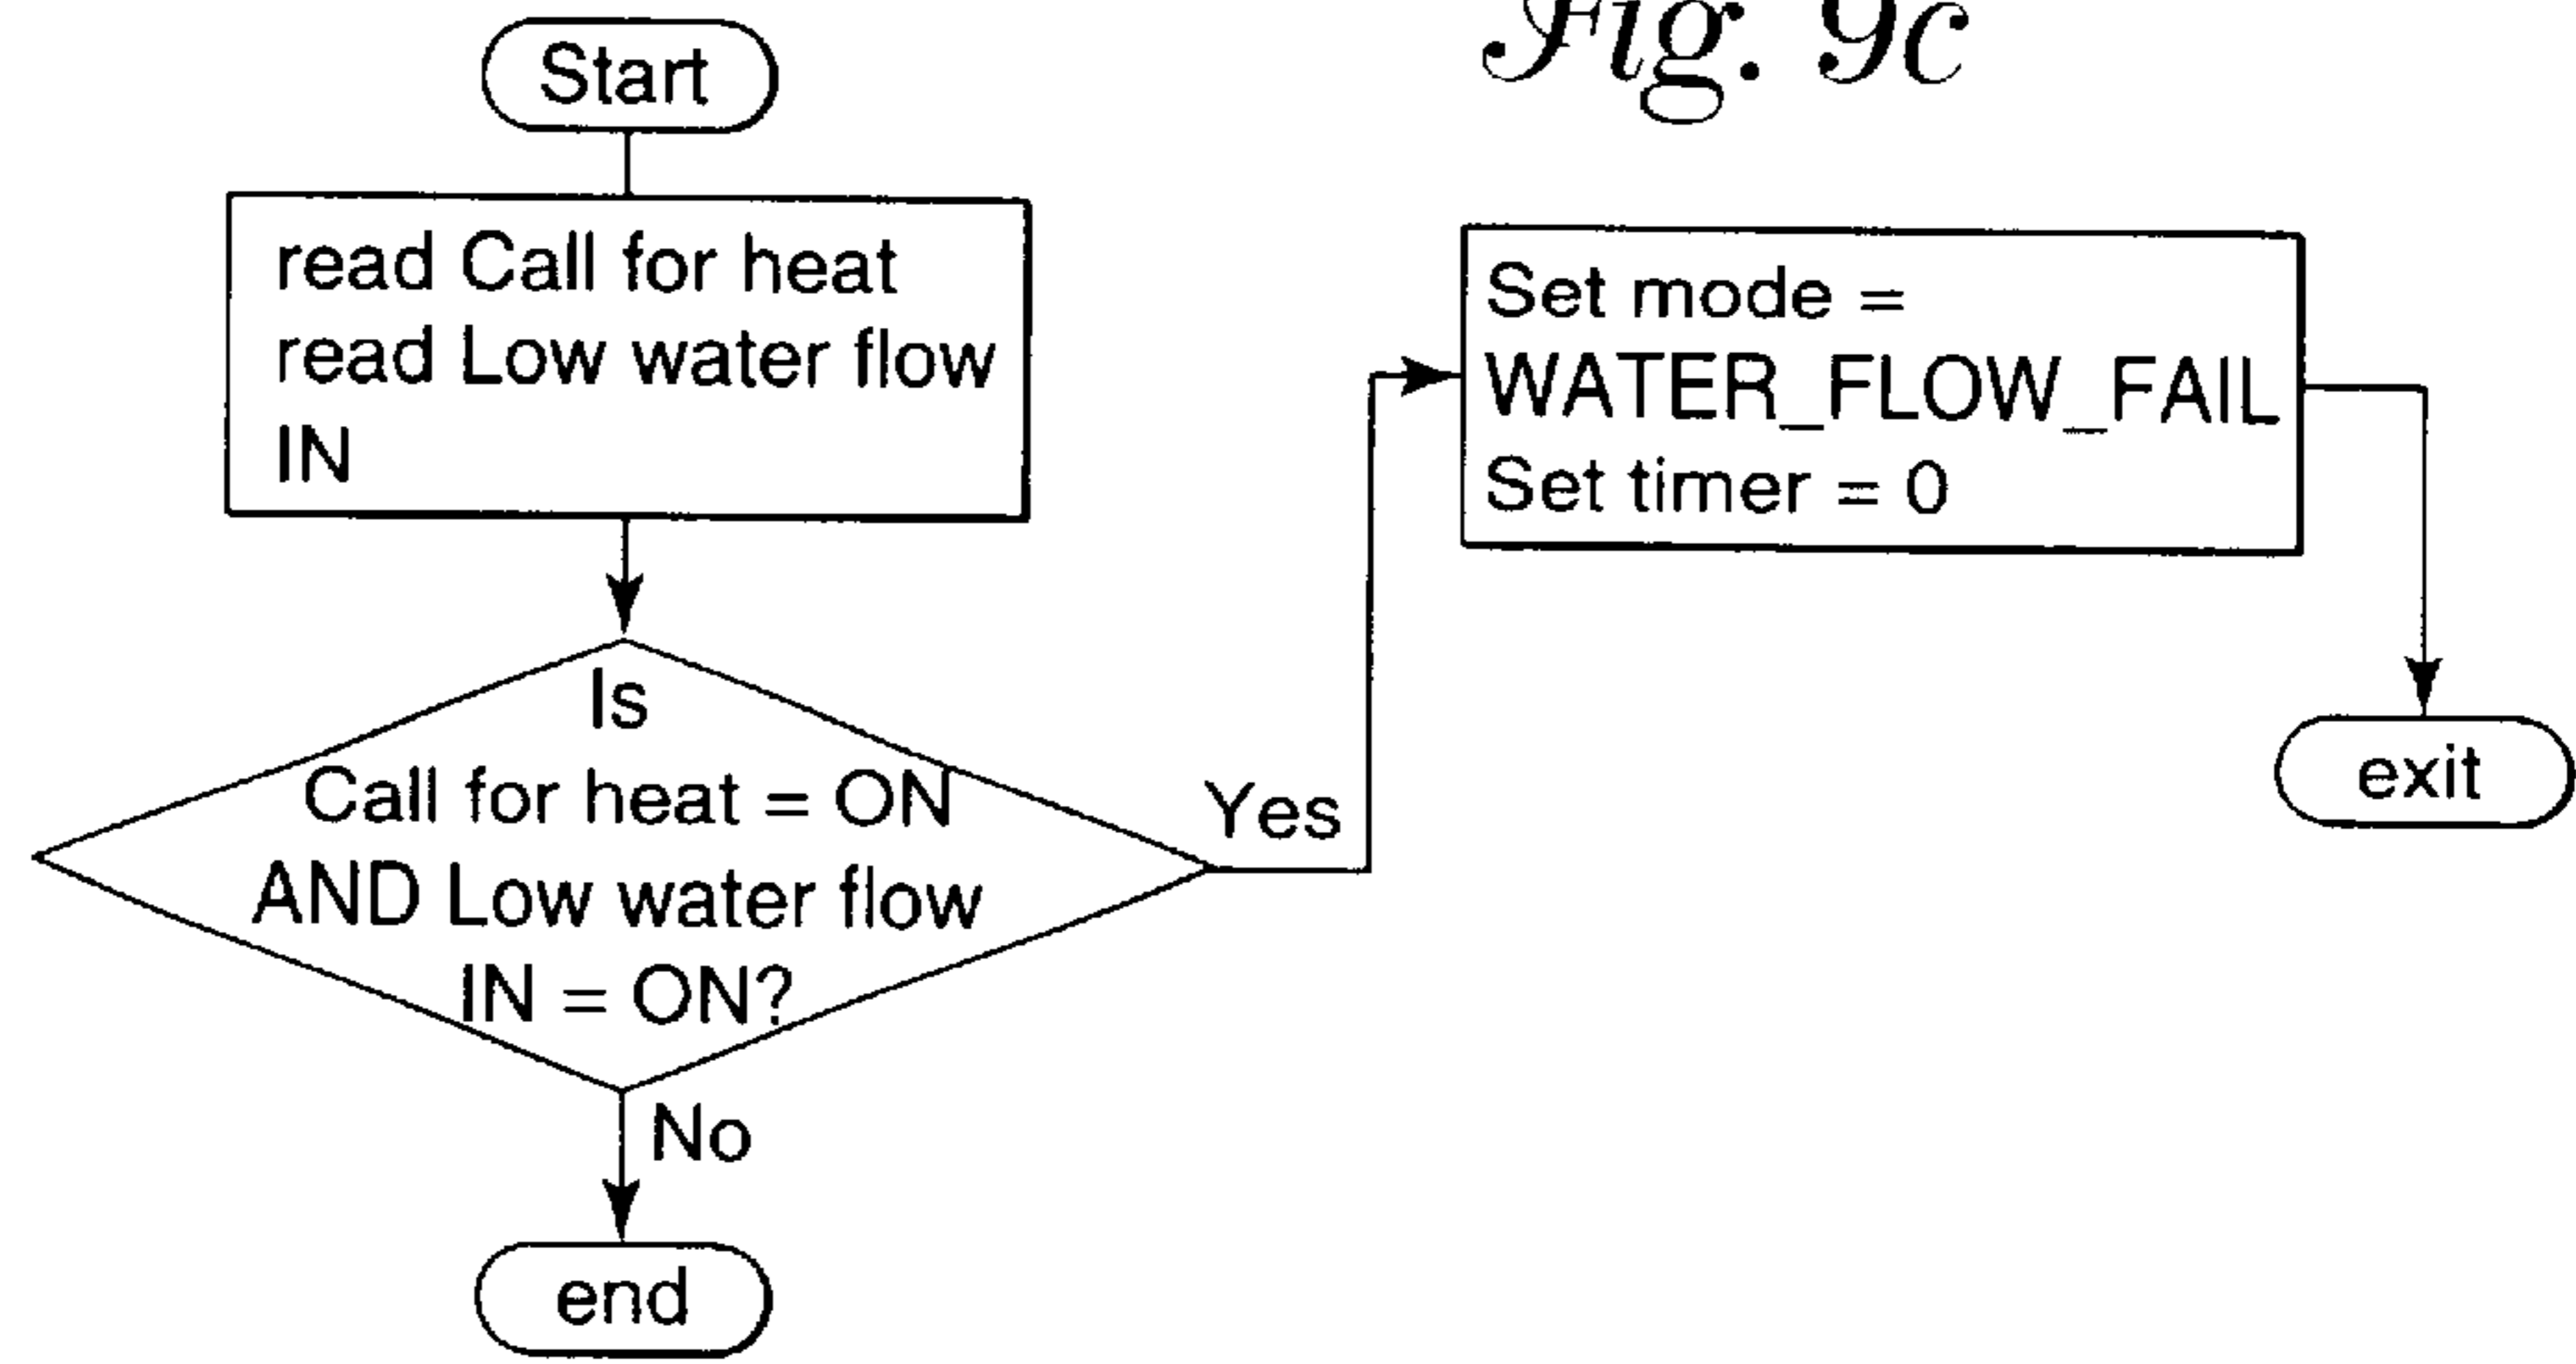 Fig. 9c
Start
read Call for heat
read Low water flow
IN
Is
Call for heat = ON
AND Low water flow
IN = ON?
Yes
No
end
Set mode =
WATER_FLOW_FAIL
Set timer = 0
exit